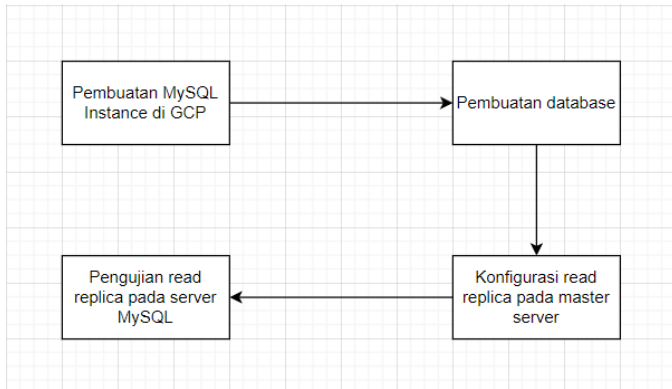 Pembuatan MySQL
Instance di GCP
Pembuatan database
Konfigurasi read
replica pada master
server
Pengujian read
replica pada server
MySQL